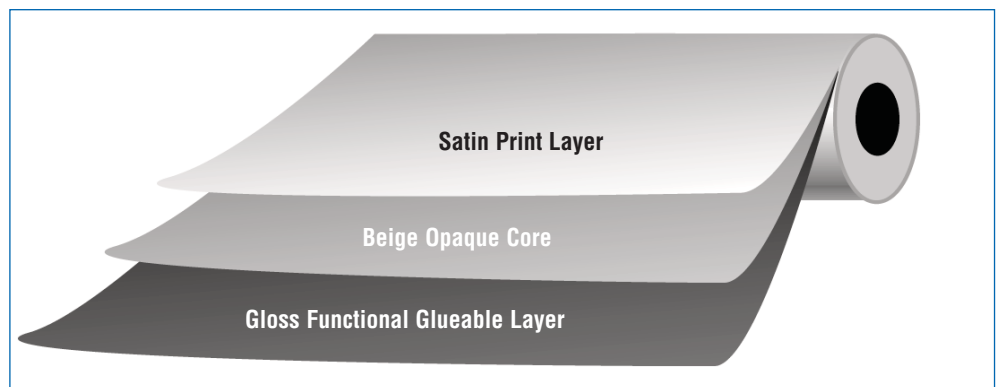 Satin Print Layer
Beige Opaque Core
Gloss Functional Glueable Layer